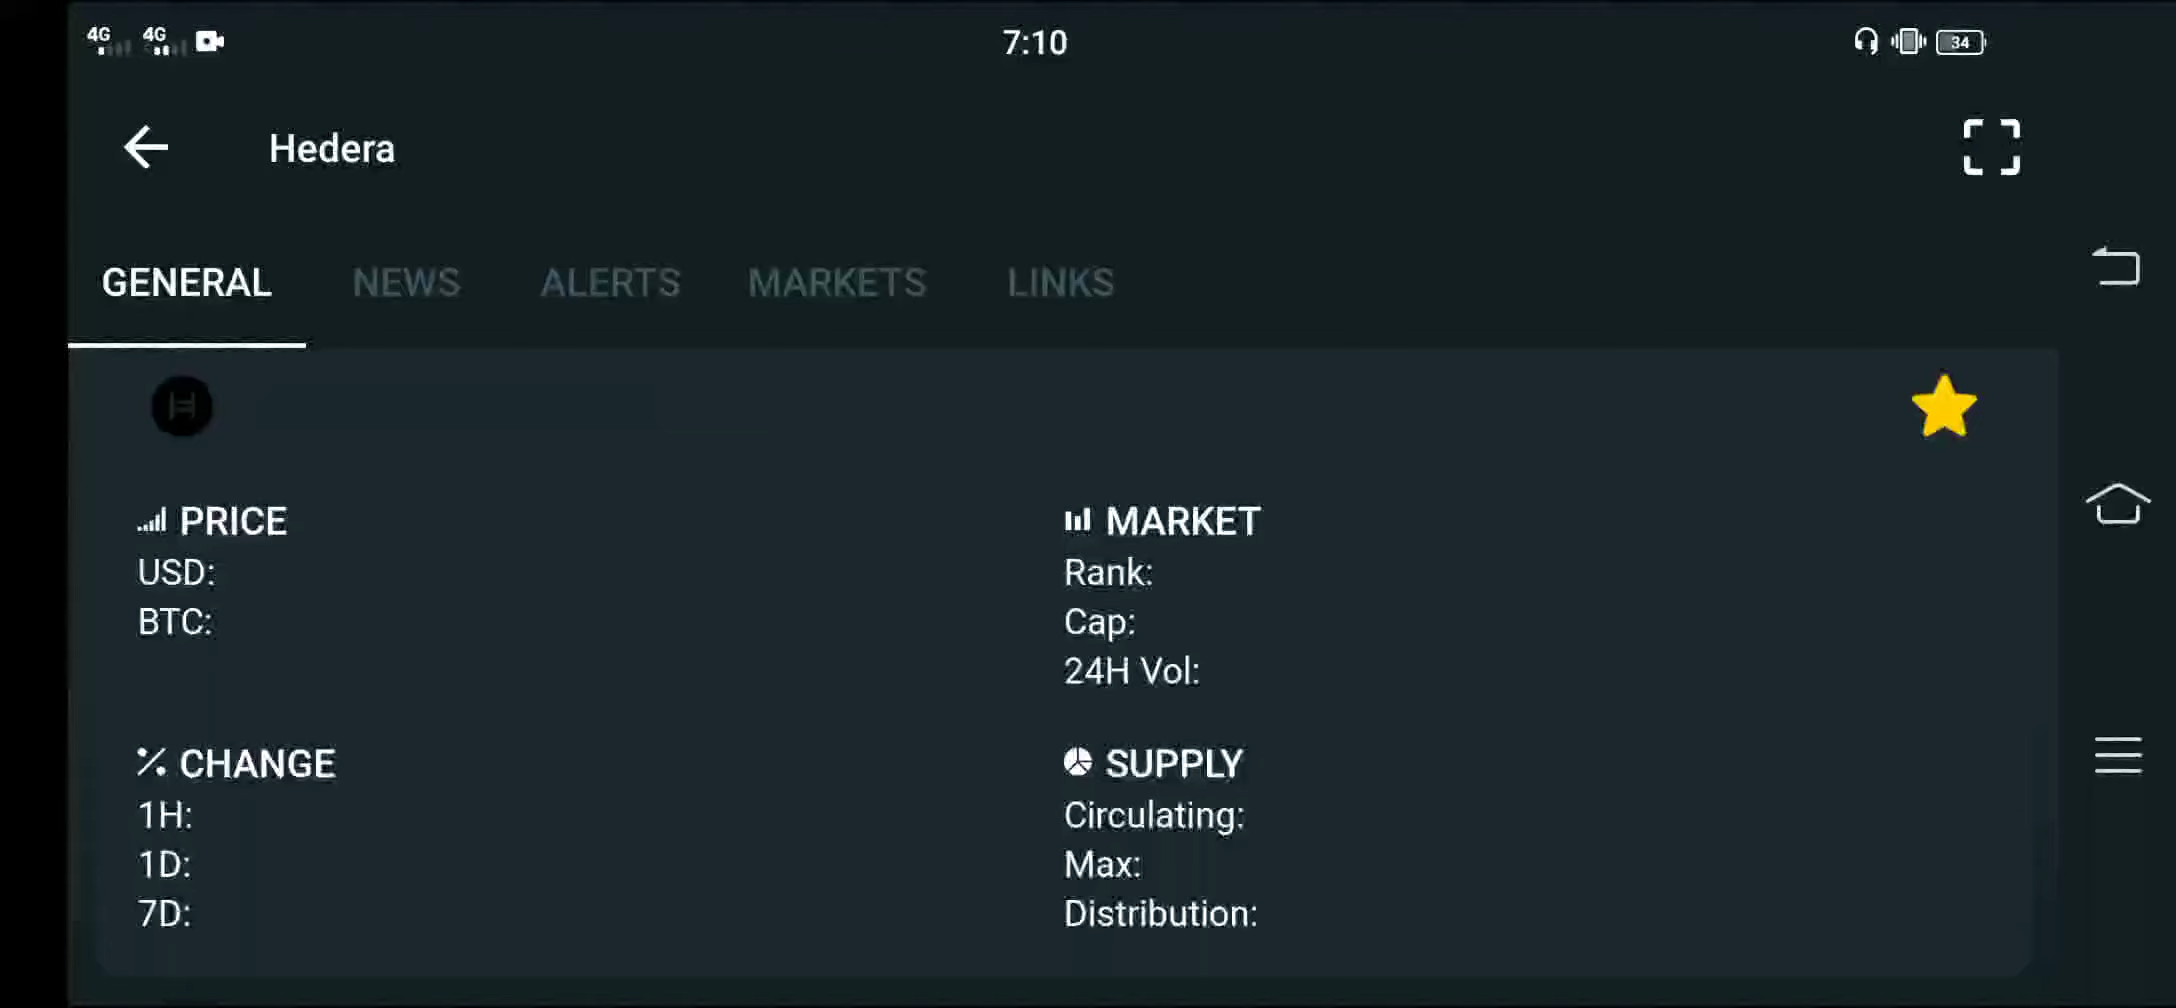 4G 4G 7:10 34
Hedera
GENERAL NEWS ALERTS MARKETS LINKS
PRICE
USD:
BTC:
MARKET
Rank:
Cap:
24H Vol:
CHANGE
1H:
1D:
7D:
SUPPLY
Circulating:
Max:
Distribution: